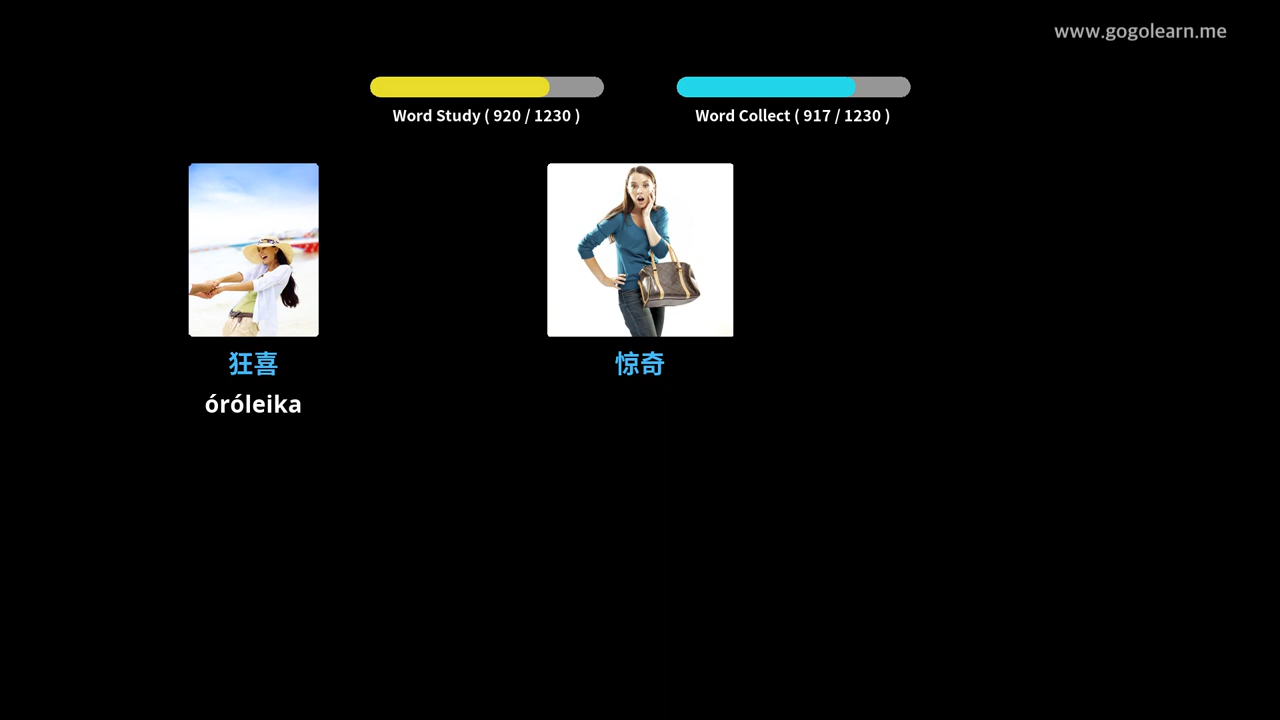 www.gogolearn.me
Word Study ( 920 / 1230 )
Word Collect ( 917 / 1230 )
狂喜
惊奇
óróleika